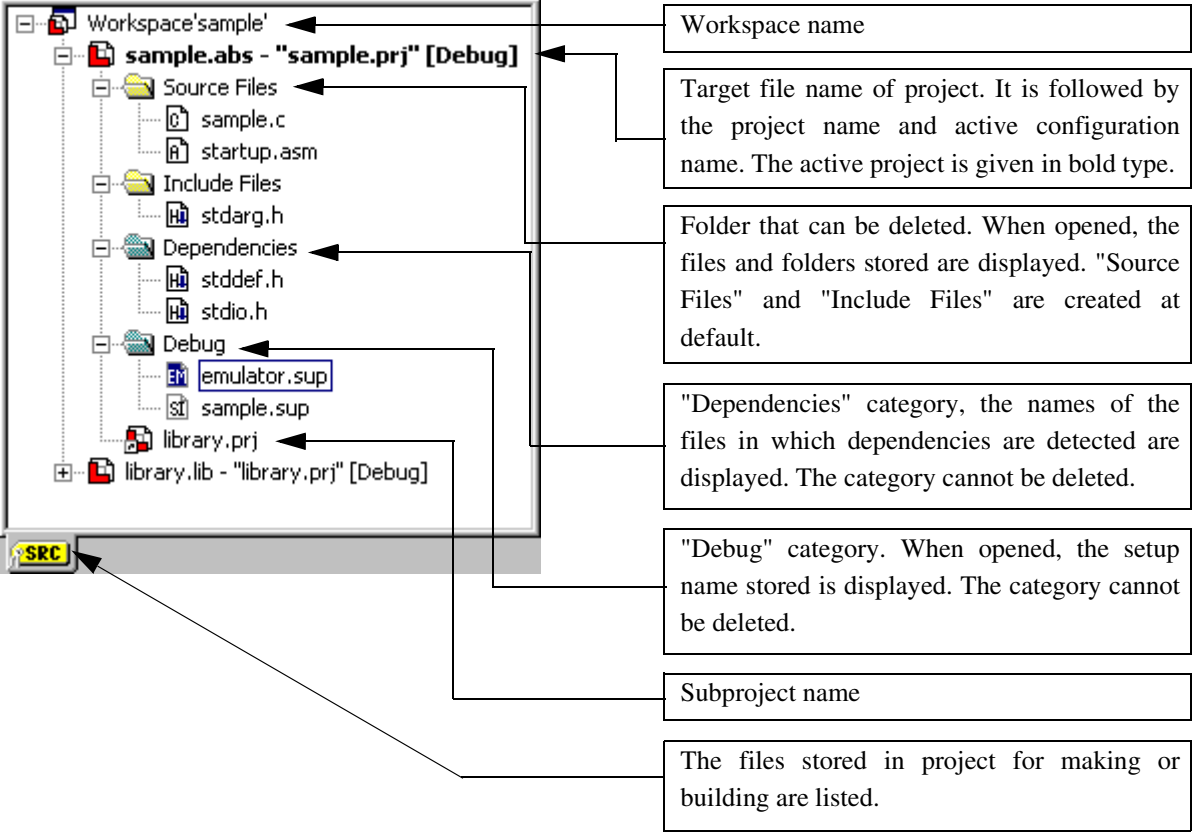 Workspace'sample'
sample.abs - "sample.prj" [Debug]
Source Files
sample.c
startup.asm
Include Files
stdarg.h
Dependencies
stddef.h
stdio.h
Debug
emulator.sup
sample.sup
library.prj
library.lib - "library.prj" [Debug]
SRC
Workspace name
Target file name of project. It is followed by
the project name and active configuration
name. The active project is given in bold type.
Folder that can be deleted. When opened, the
files and folders stored are displayed. "Source
Files" and "Include Files" are created at
default.
"Dependencies" category, the names of the
files in which dependencies are detected are
displayed. The category cannot be deleted.
"Debug" category. When opened, the setup
name stored is displayed. The category cannot
be deleted.
Subproject name
The files stored in project for making or
building are listed.